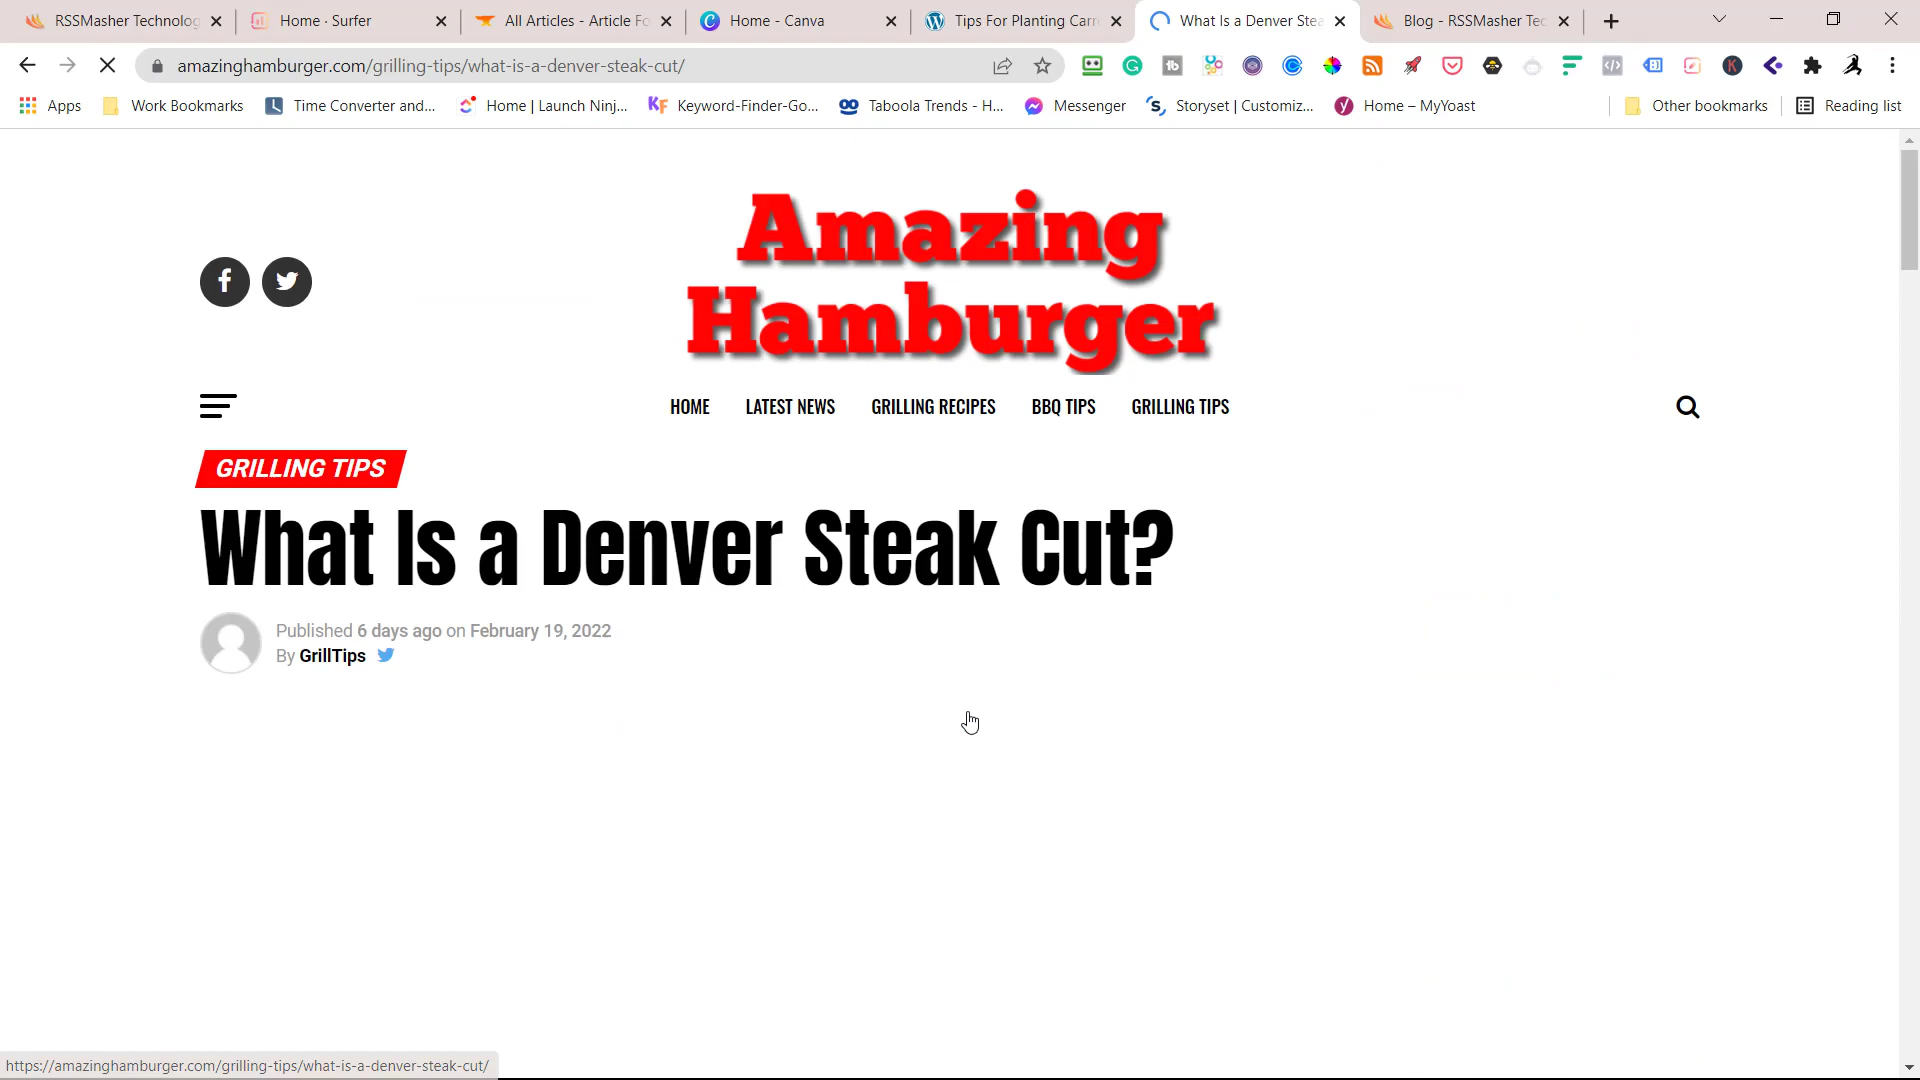 RSSMasher Technolog
Home · Surfer
All Articles - Article Fo
Home - Canva
Tips For Planting Carr
What Is a Denver Stea
Blog - RSSMasher Tec
amazinghamburger.com/grilling-tips/what-is-a-denver-steak-cut/
Apps
Work Bookmarks
Time Converter and...
Home | Launch Ninj...
Keyword-Finder-Go...
Taboola Trends - H...
Messenger
Storyset | Customiz...
Home – MyYoast
Other bookmarks
Reading list
Amazing
Hamburger
HOME
LATEST NEWS
GRILLING RECIPES
BBQ TIPS
GRILLING TIPS
GRILLING TIPS
What Is a Denver Steak Cut?
Published 6 days ago on February 19, 2022
By GrillTips
https://amazinghamburger.com/grilling-tips/what-is-a-denver-steak-cut/